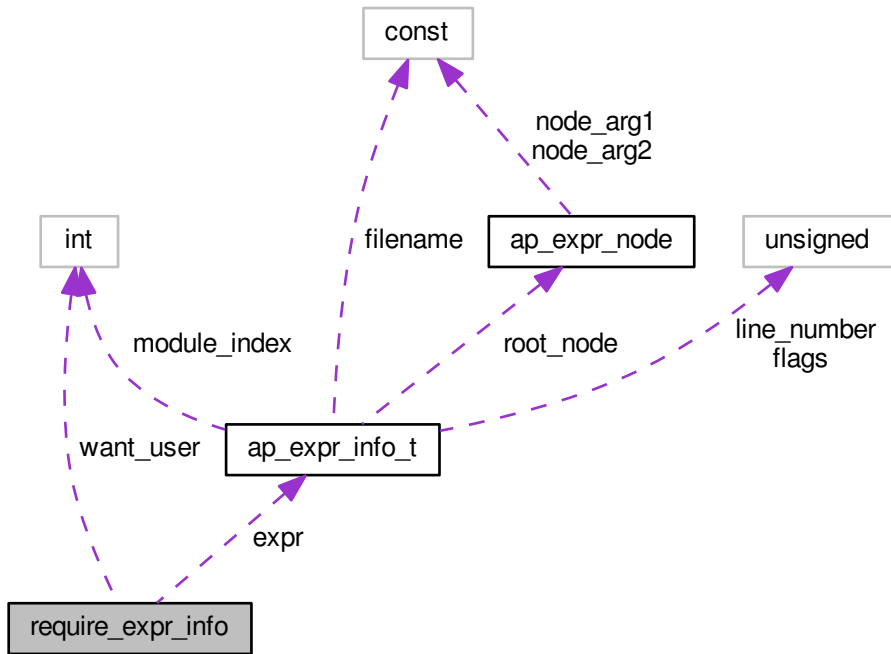 const
node_arg1
node_arg2
int
filename
ap_expr_node
unsigned
module_index
root_node
line_number
flags
want_user
ap_expr_info_t
expr
require_expr_info